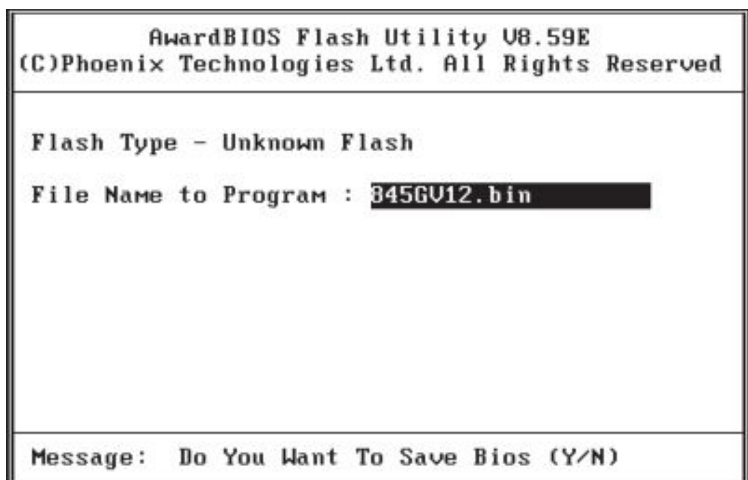 AwardBIOS Flash Utility V8.59E
(C)Phoenix Technologies Ltd. All Rights Reserved
Flash Type - Unknown Flash
File Name to Program : 845GV12.bin
Message: Do You Want To Save Bios (Y/N)